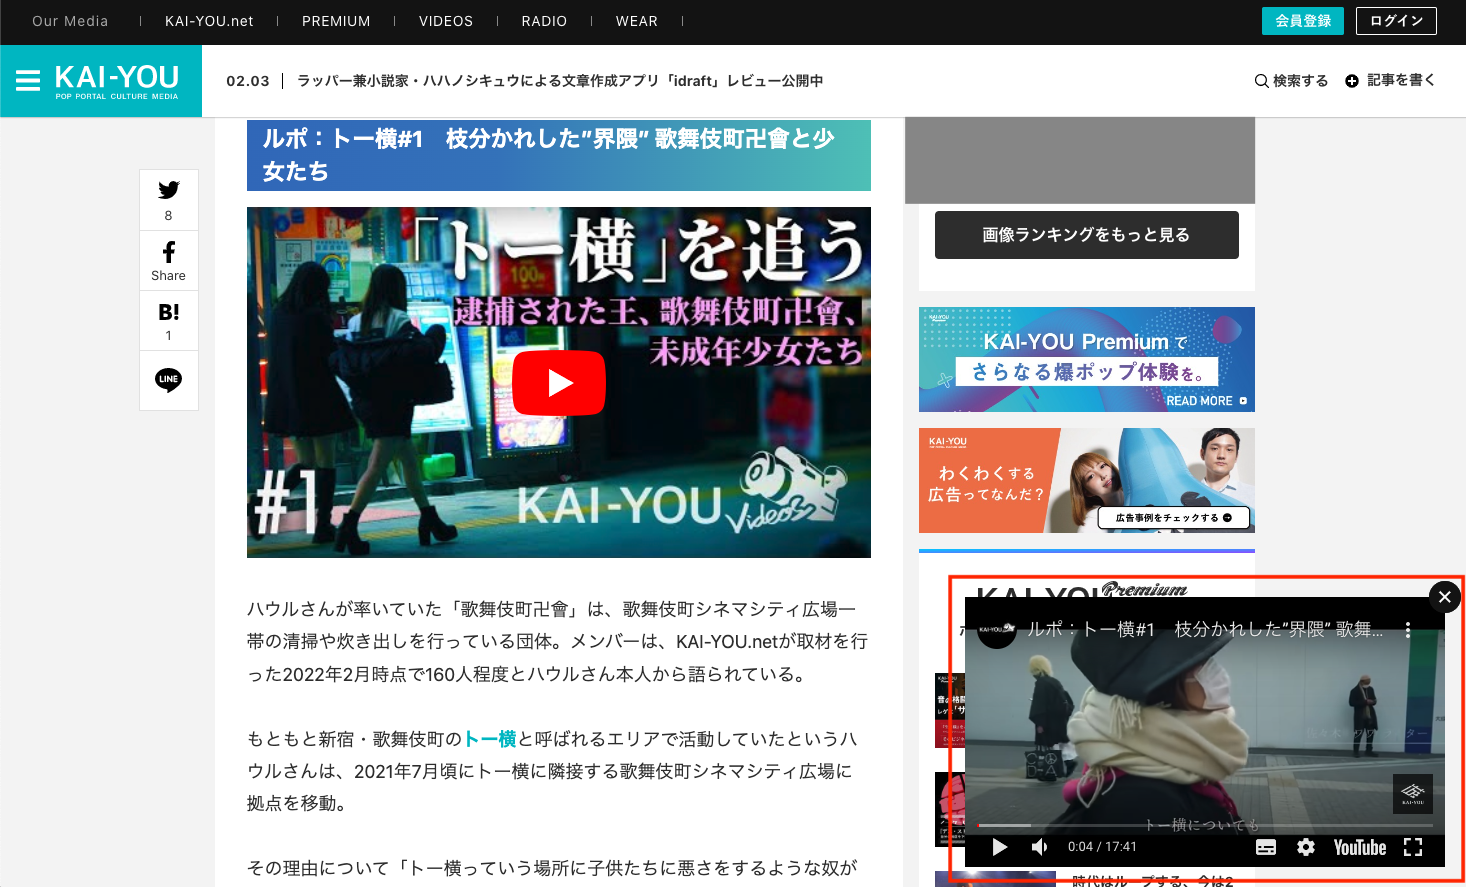 Our Media
KAI-YOU.net
PREMIUM
VIDEOS
RADIO
WEAR
会員登録
ログイン
KAI-YOU
POP PORTAL CULTURE MEDIA
02.03
ラッパー兼小説家・ハハノシキュウによる文章作成アプリ「idraft」レビュー公開中
検索する
記事を書く
8
Share
B!
1
LINE
ルポ：トー横#1　枝分かれした”界隈” 歌舞伎町卍會と少
女たち
「トー横」を追う
逮捕された王、歌舞伎町卍會、
未成年少女たち
#1
KAI-YOU Videos
ハウルさんが率いていた「歌舞伎町卍會」は、歌舞伎町シネマシティ広場一
帯の清掃や炊き出しを行っている団体。メンバーは、KAI-YOU.netが取材を行
った2022年2月時点で160人程度とハウルさん本人から語られている。
もともと新宿・歌舞伎町のトー横と呼ばれるエリアで活動していたというハ
ウルさんは、2021年7月頃にトー横に隣接する歌舞伎町シネマシティ広場に
拠点を移動。
その理由について「トー横っていう場所に子供たちに悪さをするような奴が
画像ランキングをもっと見る
KAI-YOU
KAI-YOU Premiumで
さらなる爆ポップ体験を。
READ MORE
KAI-YOU
わくわくする
広告ってなんだ？
広告事例をチェックする
KAI-YOU Premium
ルポ：トー横#1　枝分かれした”界隈” 歌舞...
KAI-YOU
トー横についても
0:04 / 17:41
YouTube
時代はループする、今は2